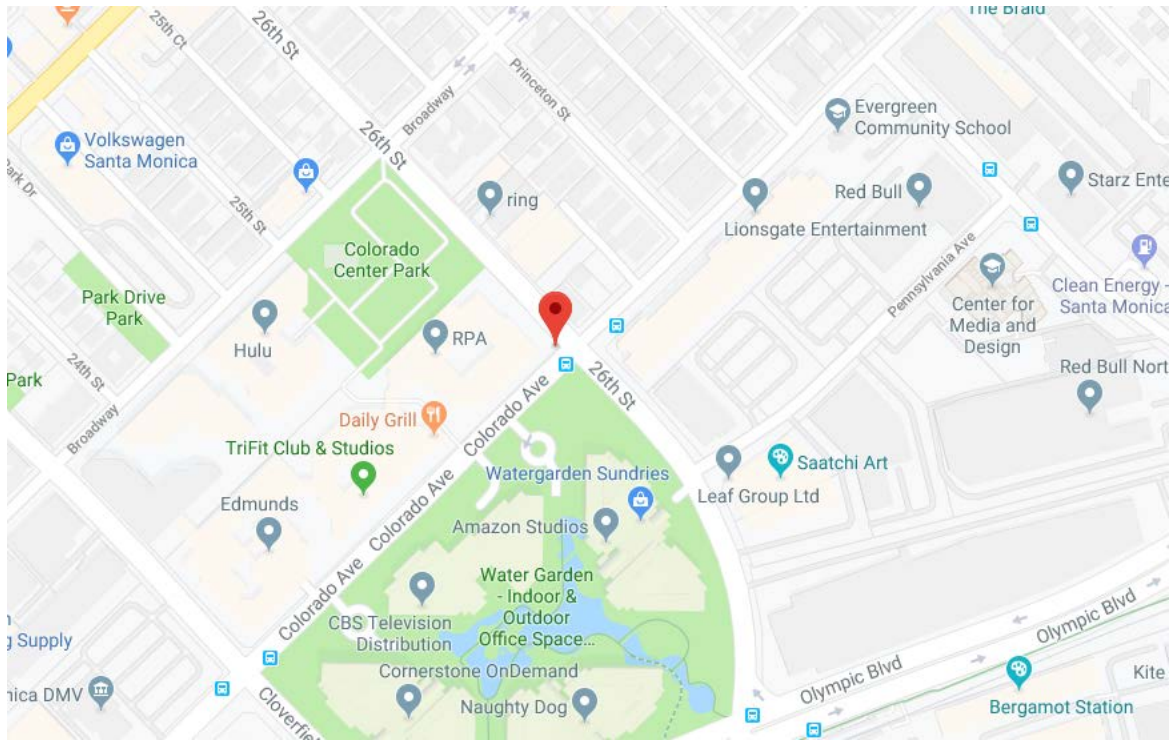 The Braid
25th Ct
26th St
Princeton St
Broadway
Evergreen
Community School
Volkswagen
Santa Monica
26th St
Park Dr
25th St
ring
Red Bull
Starz Ente
Lionsgate Entertainment
Colorado
Center Park
Pennsylvania Ave
Clean Energy -
Santa Monica
Park Drive
Park
Center for
Media and
Design
Hulu
RPA
Red Bull Nort
24th St
Park
26th St
Colorado Ave
Broadway
Daily Grill
TriFit Club & Studios
Saatchi Art
Watergarden Sundries
Leaf Group Ltd
Edmunds
Colorado Ave
Amazon Studios
Water Garden
- Indoor &
Outdoor
Office Space...
Colorado Ave
CBS Television
Distribution
Olympic Blvd
g Supply
Cornerstone OnDemand
Olympic Blvd
Kite
nica DMV
Cloverfie
Naughty Dog
Bergamot Station